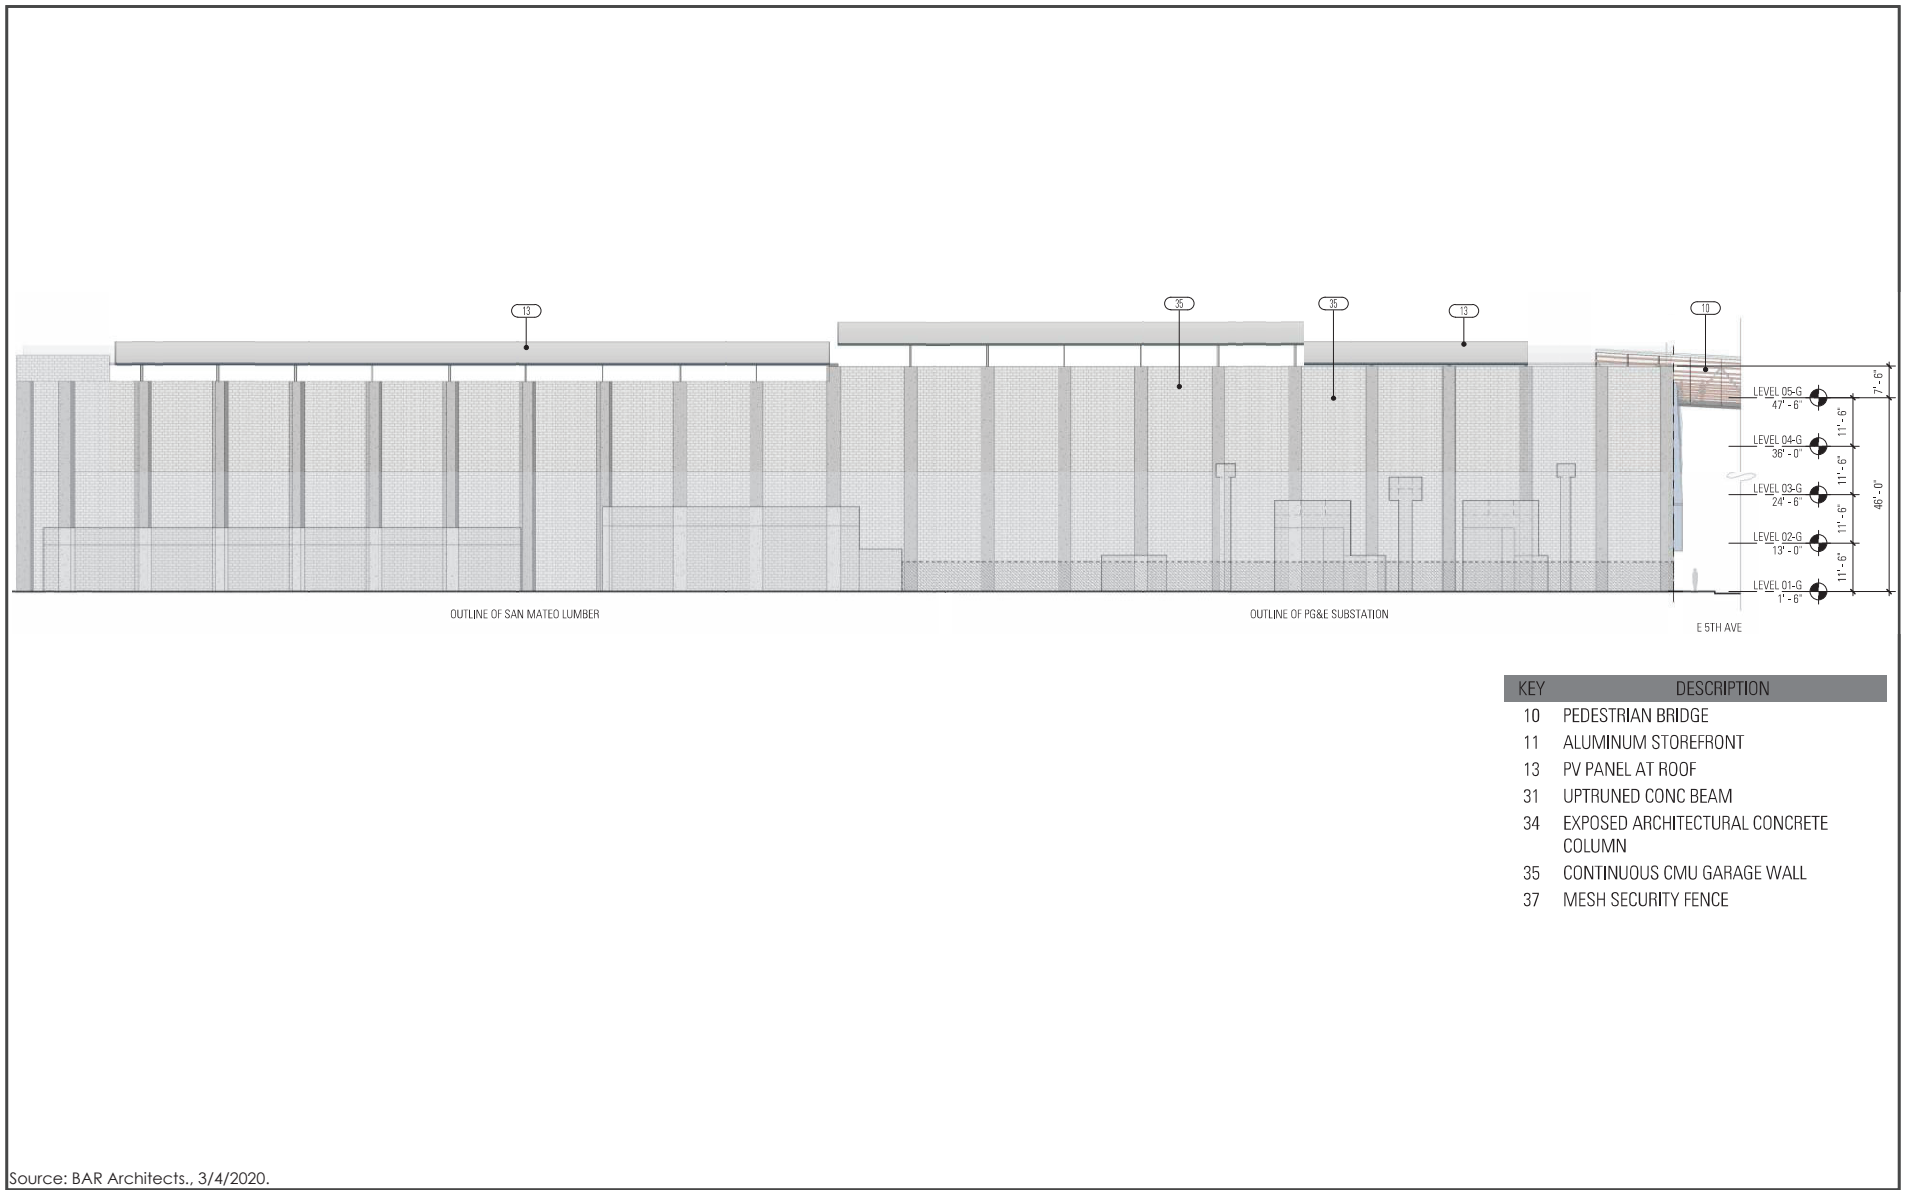 13
35
35
13
10
7' - 6"
LEVEL 05-G
47' - 6"
11' - 6"
LEVEL 04-G
36' - 0"
11' - 6"
LEVEL 03-G
24' - 6"
46' - 0"
11' - 6"
LEVEL 02-G
13' - 0"
11' - 6"
LEVEL 01-G
1' - 6"
OUTLINE OF SAN MATEO LUMBER
OUTLINE OF PG&E SUBSTATION
E 5TH AVE
KEY DESCRIPTION
10 PEDESTRIAN BRIDGE
11 ALUMINUM STOREFRONT
13 PV PANEL AT ROOF
31 UPTRUNED CONC BEAM
34 EXPOSED ARCHITECTURAL CONCRETE
COLUMN
35 CONTINUOUS CMU GARAGE WALL
37 MESH SECURITY FENCE
Source: BAR Architects., 3/4/2020.